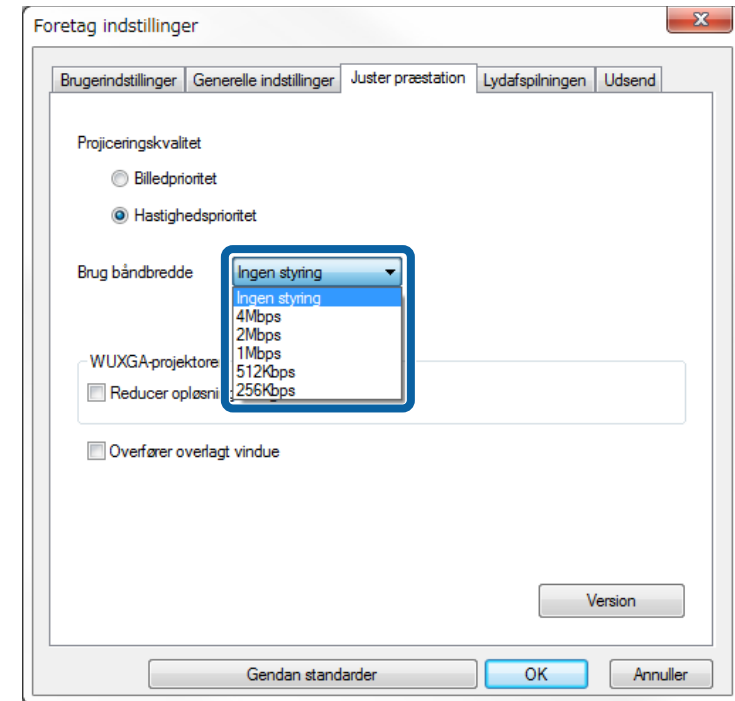 Foretag indstillinger
Brugerindstillinger Generelle indstillinger Juster præstation Lydafspilningen Udsend
Projiceringskvalitet
Billedprioritet
Hastighedsprioritet
Brug båndbredde Ingen styring
Ingen styring
4Mbps
2Mbps
1Mbps
512Kbps
256Kbps
WUXGA-projektore
Reducer opløsni
Overfører overlagt vindue
Version
Gendan standarder OK Annuller